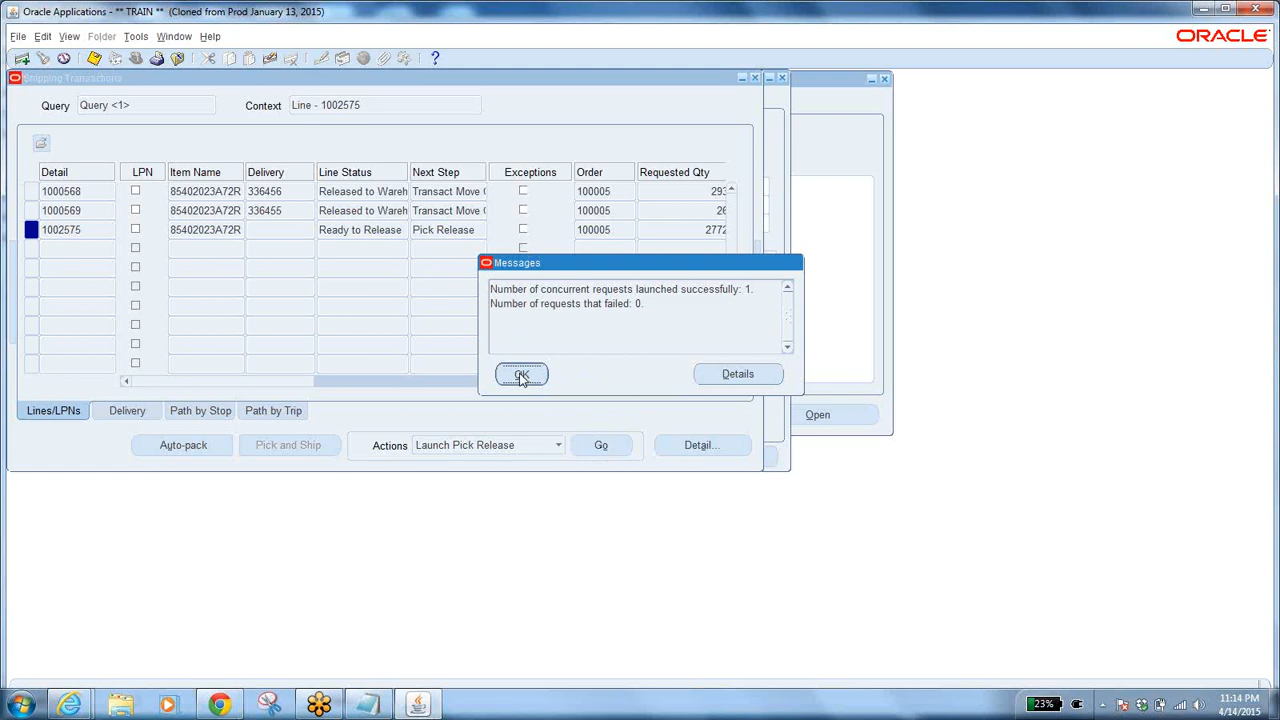 Oracle Applications - ** TRAIN **  (Cloned from Prod January 13, 2015)
File Edit View Folder Tools Window Help
ORACLE
Shipping Transactions
Query Query <1> Context Line - 1002575
Detail LPN Item Name Delivery Line Status Next Step Exceptions Order Requested Qty
1000568 85402023A72R 336456 Released to Wareh Transact Move 100005 293
1000569 85402023A72R 336455 Released to Wareh Transact Move 100005 26
1002575 85402023A72R Ready to Release Pick Release 100005 2772
Messages
Number of concurrent requests launched successfully: 1.
Number of requests that failed: 0.
OK Details
Lines/LPNs Delivery Path by Stop Path by Trip
Open
Auto-pack Pick and Ship Actions Launch Pick Release Go Detail...
23%
11:14 PM
4/14/2015